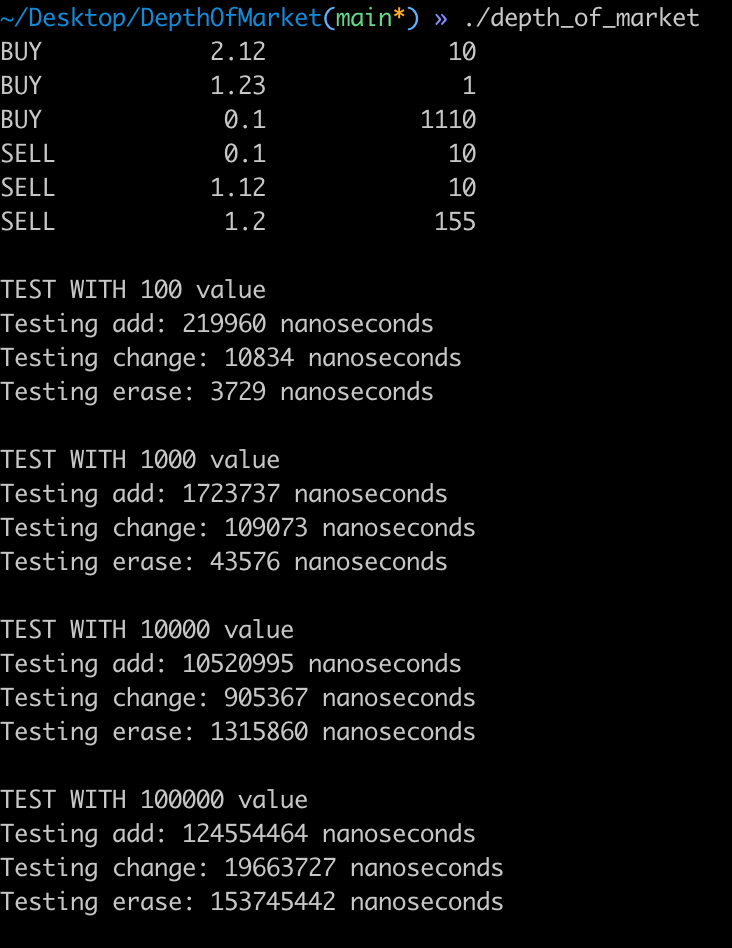 ~/Desktop/DepthOfMarket(main*) » ./depth_of_market
BUY 2.12 10
BUY 1.23 1
BUY 0.1 1110
SELL 0.1 10
SELL 1.12 10
SELL 1.2 155
TEST WITH 100 value
Testing add: 219960 nanoseconds
Testing change: 10834 nanoseconds
Testing erase: 3729 nanoseconds
TEST WITH 1000 value
Testing add: 1723737 nanoseconds
Testing change: 109073 nanoseconds
Testing erase: 43576 nanoseconds
TEST WITH 10000 value
Testing add: 10520995 nanoseconds
Testing change: 905367 nanoseconds
Testing erase: 1315860 nanoseconds
TEST WITH 100000 value
Testing add: 124554464 nanoseconds
Testing change: 19663727 nanoseconds
Testing erase: 153745442 nanoseconds